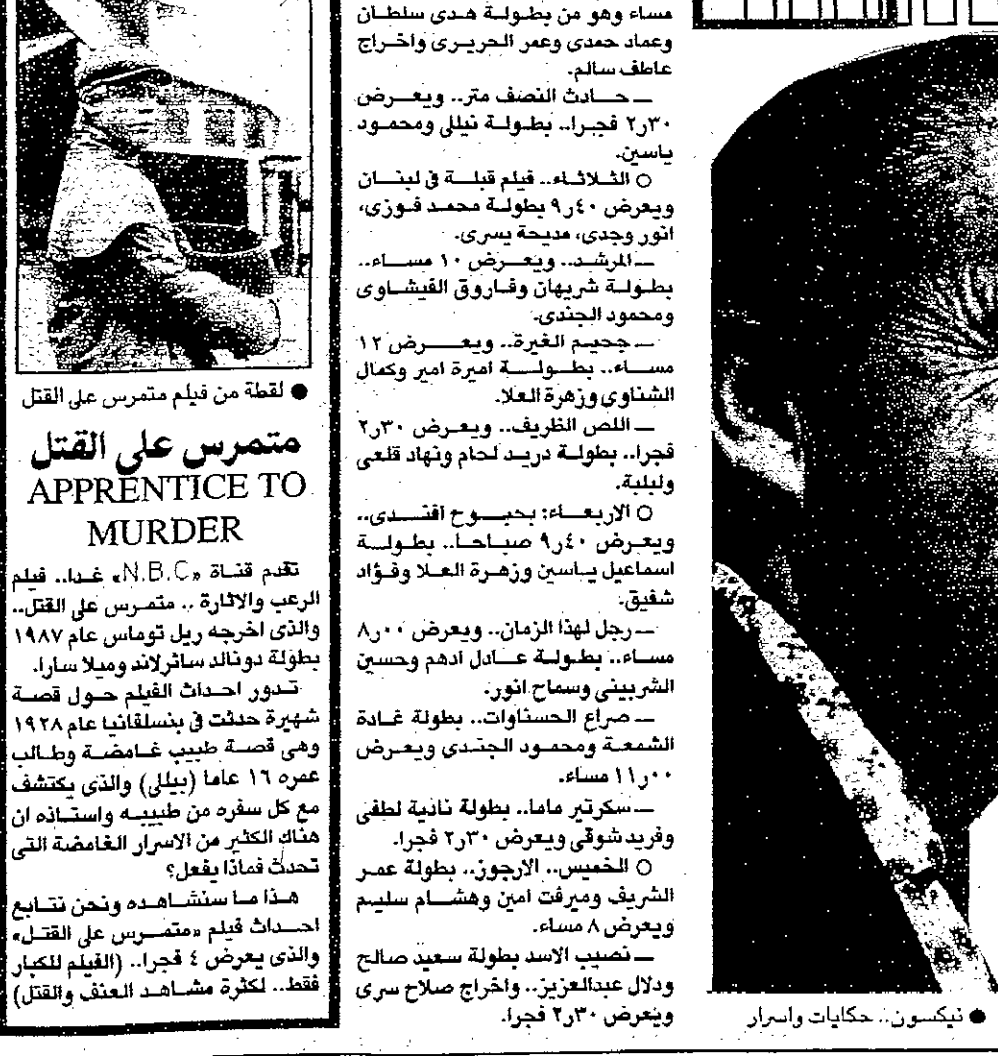 ● نيكسون.. حكايات واسرار
مساء وهو من بطولة هدى سلطان
وعماد حمدى وعمر الحريرى واخراج
عاطف سالم.
ــ حادث النصف متر.. ويعرض
٢٫٣٠ فجرا.. بطولة نيللى ومحمود
ياسين.
○ الثلاثاء.. فيلم قبلة فى لبنان
ويعرض ٩٫٤٠ بطولة محمد فوزى،
انور وجدى، مديحة يسرى.
ــ المرشد.. ويعرض ١٠ مساء..
بطولة شريهان وفاروق الفيشاوى
ومحمود الجندى.
ــ جحيم الغيرة.. ويعرض ١٢
مساء.. بطولة اميرة امير وكمال
الشناوى وزهرة العلا.
ــ اللص الظريف.. ويعرض ٢٫٣٠
فجرا.. بطولة دريد لحام ونهاد قلعى
ولبلبة.
○ الاربعاء: بحبوح افندى..
ويعرض ٩٫٤٠ صباحا.. بطولة
اسماعيل ياسين وزهرة العلا وفؤاد
شفيق.
ــ رجل لهذا الزمان.. ويعرض ٨٫٠٠
مساء.. بطولة عادل ادهم وحسين
الشربينى وسماح انور.
ــ صراع الحسناوات.. بطولة غادة
الشمعة ومحمود الجندى ويعرض
١١٫٠٠ مساء.
ــ سكرتير ماما.. بطولة نادية لطفى
وفريد شوقى ويعرض ٢٫٣٠ فجرا.
○ الخميس.. الارجوز.. بطولة عمر
الشريف وميرفت امين وهشام سليم
ويعرض ٨ مساء.
ــ نصيب الاسد بطولة سعيد صالح
ودلال عبدالعزيز.. واخراج صلاح سرى
ويعرض ٢٫٣٠ فجرا.
● لقطة من فيلم متمرس على القتل
متمرس على القتل
APPRENTICE TO
MURDER
تقدم قناة «N.B.C» غدا.. فيلم
الرعب والاثارة .. متمرس على القتل..
والذى اخرجه ريل توماس عام ١٩٨٧
بطولة دونالد ساثرلاند وميلا سارا.
تدور احداث الفيلم حول قصة
شهيرة حدثت فى بنسلفانيا عام ١٩٢٨
وهى قصة طبيب غامضة وطالب
عمره ١٦ عاما (بيللى) والذى يكتشف
مع كل سفره من طبيبه واستاذه ان
هناك الكثير من الاسرار الغامضة التى
تحدث فماذا يفعل؟
هذا ما سنشاهده ونحن نتابع
احداث فيلم «متمرس على القتل»
والذى يعرض ٤ فجرا.. (الفيلم للكبار
فقط.. لكثرة مشاهد العنف والقتل)